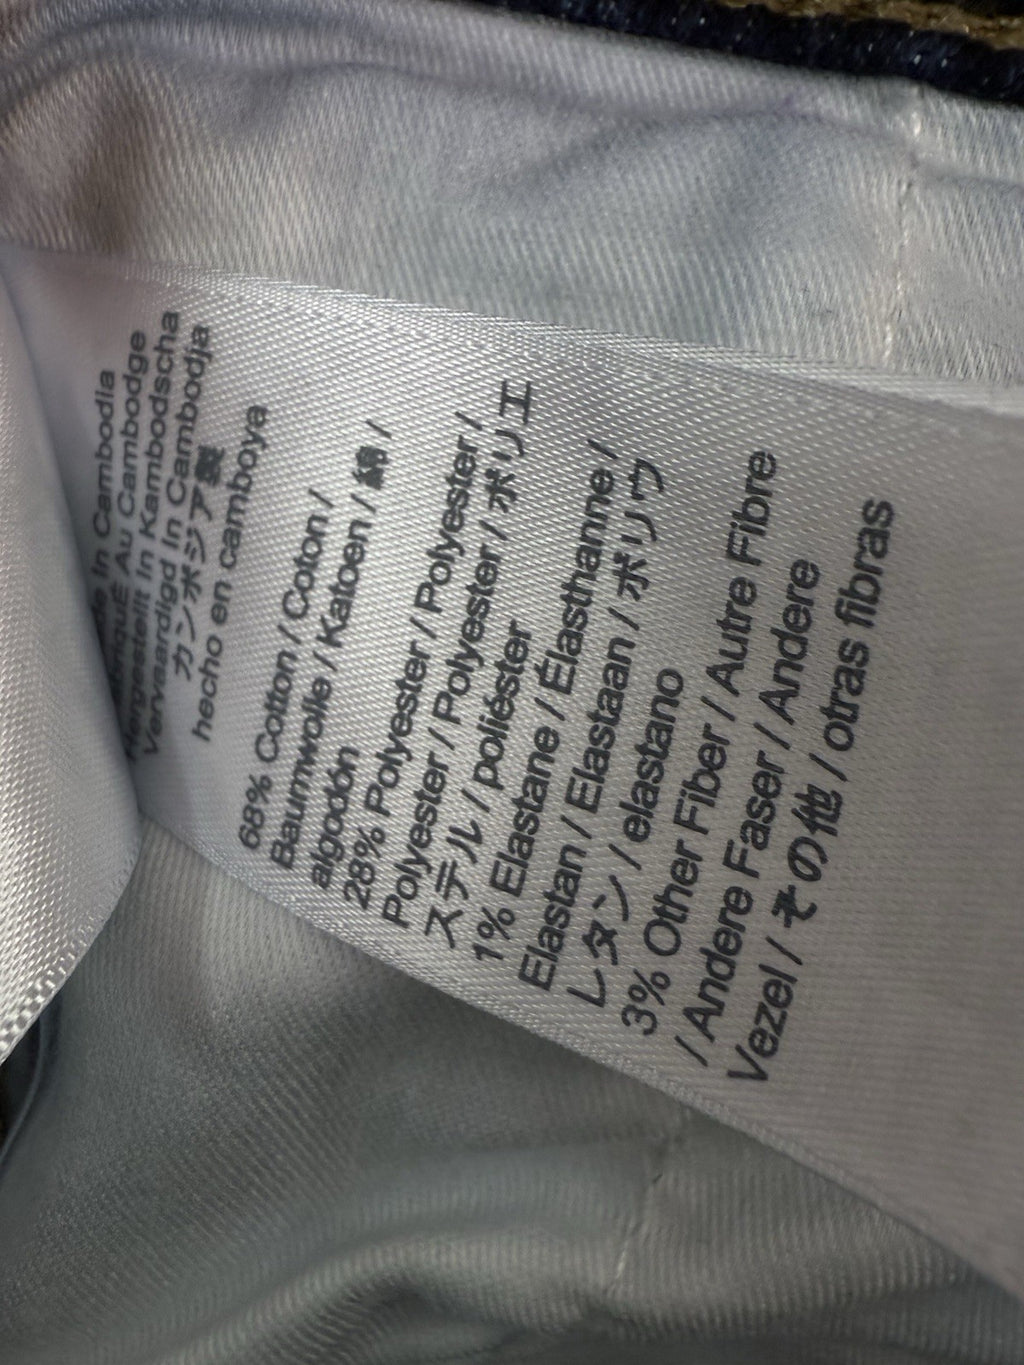 In Cambodia
Au Cambodge
Hergestellt In Kambodscha
Vervaardigd In Cambodja
カンボジア製
hecho en camboya
68% Cotton / Coton /
Baumwolle / Katoen / 綿 /
algodón
28% Polyester / Polyester /
Polyester / Polyester / ポリエ
ステル / poliéster
1% Elastane / Élasthanne /
Elastan / Elastaan / ポリウ
レタン / elastano
3% Other Fiber / Autre Fibre
/ Andere Faser / Andere
Vezel / その他 / otras fibras